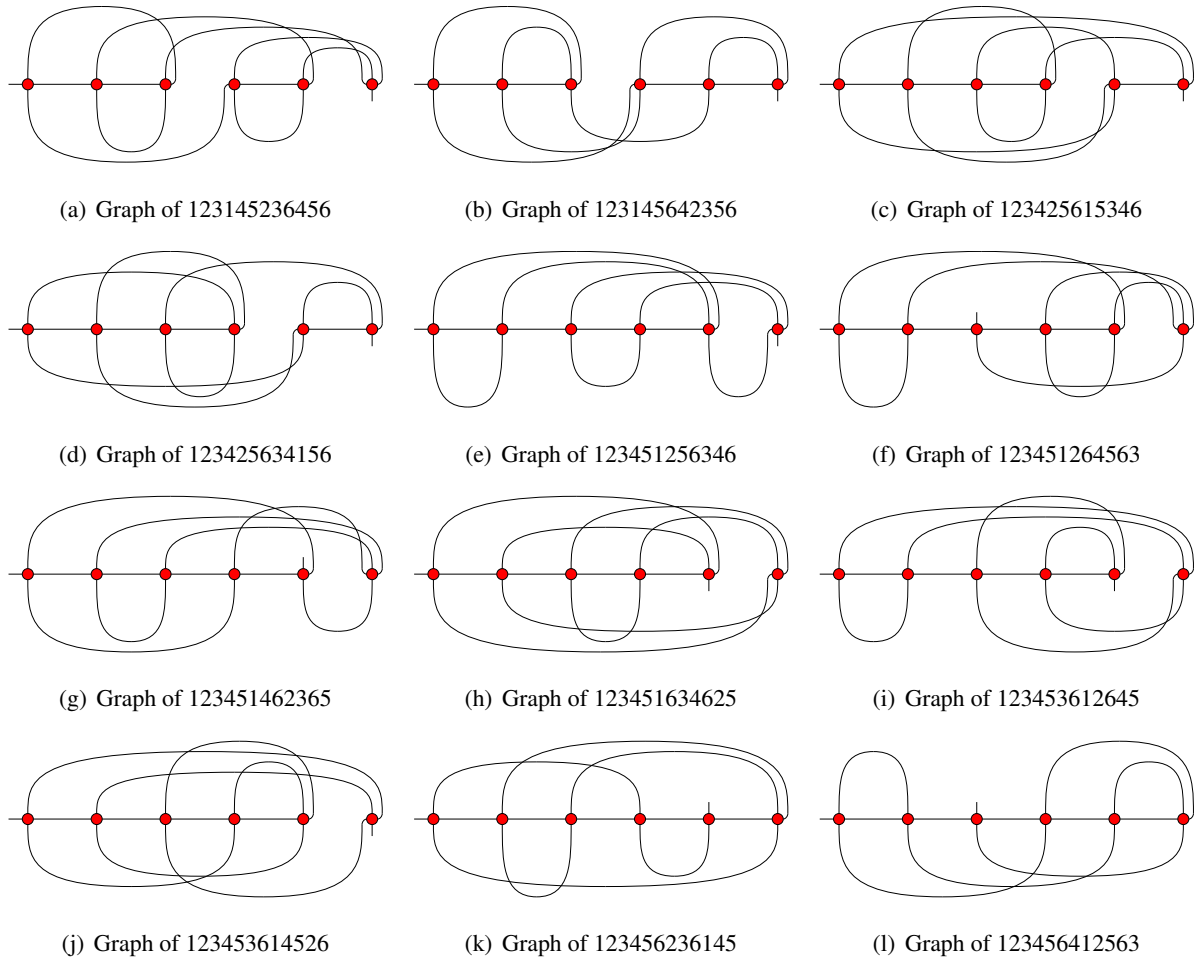 (a) Graph of 123145236456
(b) Graph of 123145642356
(c) Graph of 123425615346
(d) Graph of 123425634156
(e) Graph of 123451256346
(f) Graph of 123451264563
(g) Graph of 123451462365
(h) Graph of 123451634625
(i) Graph of 123453612645
(j) Graph of 123453614526
(k) Graph of 123456236145
(l) Graph of 123456412563